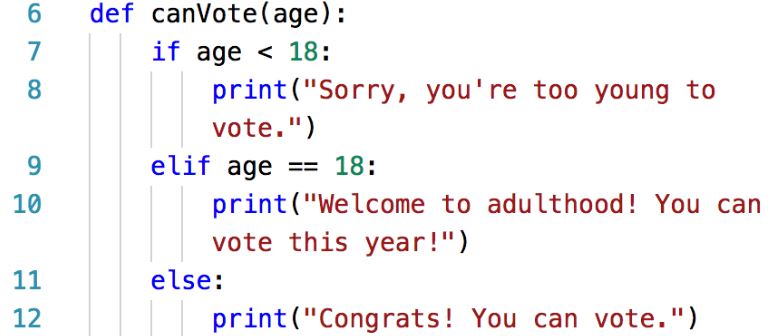 6 def canVote(age):
7 if age < 18:
8 print("Sorry, you're too young to
vote.")
9 elif age == 18:
10 print("Welcome to adulthood! You can
vote this year!")
11 else:
12 print("Congrats! You can vote.")